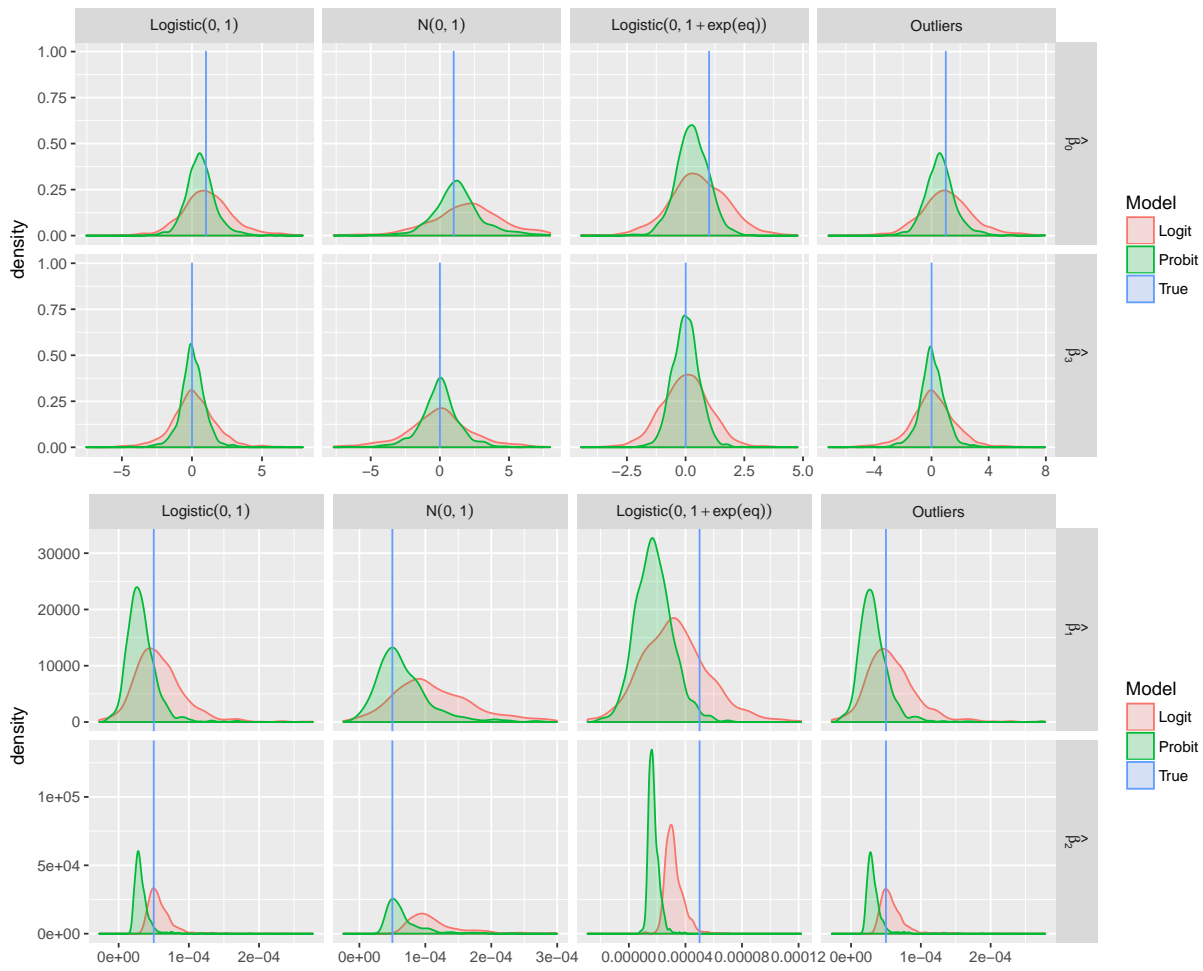 Logistic(0, 1) N(0, 1) Logistic(0, 1+exp(eq)) Outliers
1.00
0.75
0.50
0.25
0.00
β̂0
1.00
0.75
0.50
0.25
0.00
β̂3
density
−5 0 5 −5 0 5 −2.5 0.0 2.5 5.0 −4 0 4 8
Model
Logit
Probit
True
Logistic(0, 1) N(0, 1) Logistic(0, 1+exp(eq)) Outliers
30000
20000
10000
0
β̂1
1e+05
5e+04
0e+00
β̂2
density
0e+00 1e−04 2e−04 0e+00 1e−04 2e−04 3e−04 0.00000 0.00004 0.00008 0.00012 0e+00 1e−04 2e−04
Model
Logit
Probit
True